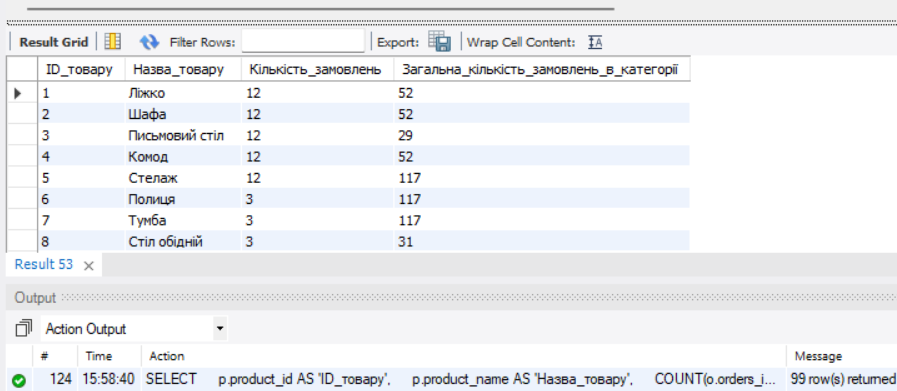 Result Grid Filter Rows: Export: Wrap Cell Content: IA
ID_товару Назва_товару Кількість_замовлень Загальна_кількість_замовлень_в_категорії
1 Ліжко 12 52
2 Шафа 12 52
3 Письмовий стіл 12 29
4 Комод 12 52
5 Стелаж 12 117
6 Полиця 3 117
7 Тумба 3 117
8 Стіл обідній 3 31
Result 53
Output
Action Output
# Time Action Message
124 15:58:40 SELECT p.product_id AS 'ID_товару', p.product_name AS 'Назва_товару', COUNT(o.orders_i... 99 row(s) returned